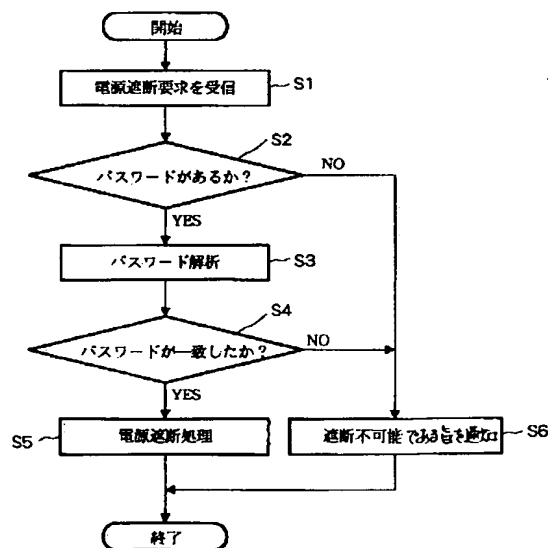 開始
電源遮断要求を受信
S1
S2
パスワードがあるか？
NO
YES
パスワード解析
S3
S4
パスワードが一致したか？
NO
YES
S5
電源遮断処理
遮断不可能である旨を通知
S6
終了